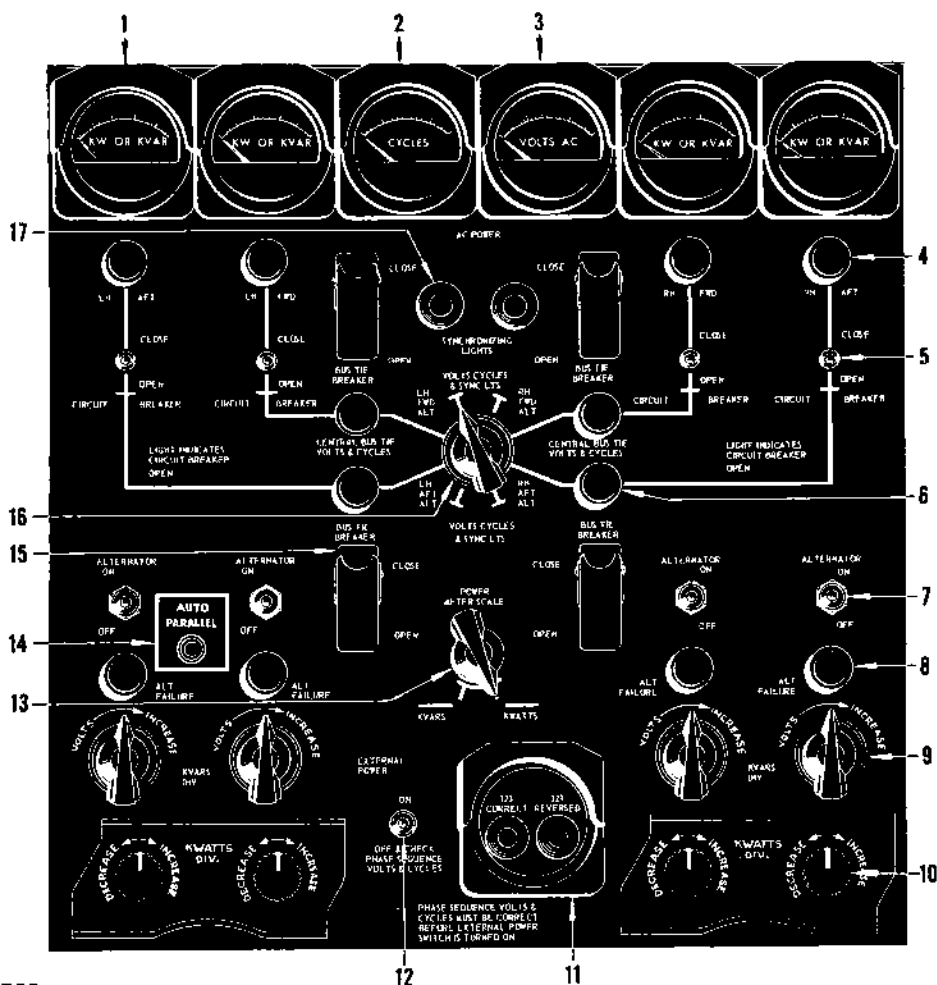 1 2 3
KW OR KVAR KW OR KVAR CYCLES VOLTS AC KW OR KVAR KW OR KVAR
17
AC POWER
4
LH AFT
LH FWD
CLOSE
CLOSE
RH FWD
RH AFT
CLOSE
CLOSE
SYNCHRONIZING
LIGHTS
CLOSE
CLOSE
5
OPEN
OPEN
BUS TIE
BREAKER
BUS TIE
BREAKER
OPEN
OPEN
OPEN
OPEN
CIRCUIT BREAKER
CIRCUIT BREAKER
CIRCUIT BREAKER
CIRCUIT BREAKER
VOLTS CYCLES
& SYNC LTS
LH
FWD
ALT
RH
FWD
ALT
CENTRAL BUS TIE
VOLTS & CYCLES
CENTRAL BUS TIE
VOLTS & CYCLES
LIGHT INDICATES
CIRCUIT BREAKER
OPEN
LIGHT INDICATES
CIRCUIT BREAKER
OPEN
6
LH
AFT
ALT
RH
AFT
ALT
16
VOLTS CYCLES
& SYNC LTS
15
BUS TIE
BREAKER
BUS TIE
BREAKER
ALTERNATOR
ON
ALTERNATOR
ON
CLOSE
CLOSE
ALTERNATOR
ON
ALTERNATOR
ON
POWER
METER SCALE
7
OFF
AUTO
PARALLEL
OFF
OPEN
OPEN
OFF
OFF
14
8
ALT
FAILURE
ALT
FAILURE
ALT
FAILURE
ALT
FAILURE
13
KVARS KWATTS
VOLTS INCREASE
VOLTS INCREASE
VOLTS INCREASE
VOLTS INCREASE
9
KVARS
DIV
KVARS
DIV
EXTERNAL
POWER
ON
123
CORRECT
321
REVERSED
OFF & CHECK
PHASE SEQUENCE
VOLTS & CYCLES
KWATTS
DIV.
KWATTS
DIV.
DECREASE INCREASE
DECREASE INCREASE
DECREASE INCREASE
DECREASE INCREASE
10
PHASE SEQUENCE VOLTS &
CYCLES MUST BE CORRECT
BEFORE EXTERNAL POWER
SWITCH IS TURNED ON
12 11